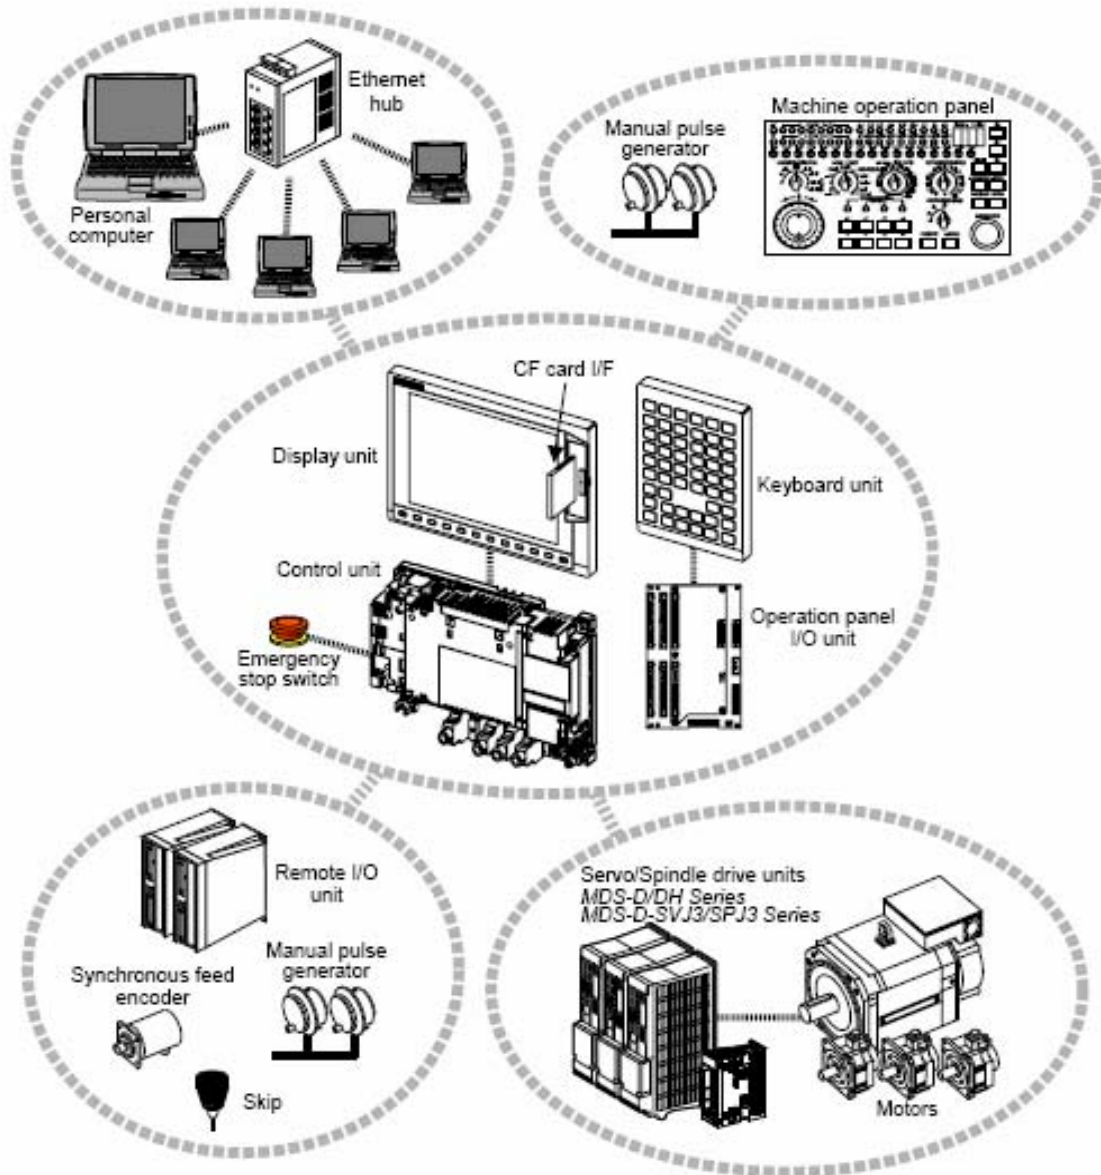 Ethernet
hub
Personal
computer
Manual pulse
generator
Machine operation panel
CF card I/F
Display unit
Keyboard unit
Control unit
Emergency
stop switch
Operation panel
I/O unit
Remote I/O
unit
Manual pulse
generator
Synchronous feed
encoder
Skip
Servo/Spindle drive units
MDS-D/DH Series
MDS-D-SVJ3/SPJ3 Series
Motors